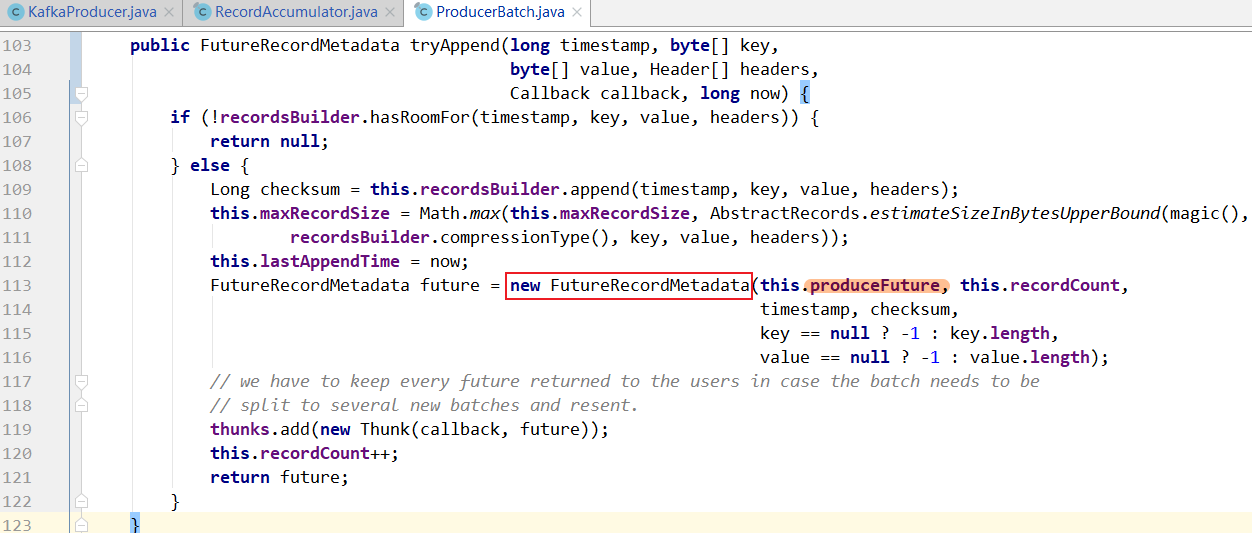 KafkaProducer.java × RecordAccumulator.java × ProducerBatch.java ×
103 public FutureRecordMetadata tryAppend(long timestamp, byte[] key,
104 byte[] value, Header[] headers,
105 Callback callback, long now) {
106 if (!recordsBuilder.hasRoomFor(timestamp, key, value, headers)) {
107 return null;
108 } else {
109 Long checksum = this.recordsBuilder.append(timestamp, key, value, headers);
110 this.maxRecordSize = Math.max(this.maxRecordSize, AbstractRecords.estimateSizeInBytesUpperBound(magic(),
111 recordsBuilder.compressionType(), key, value, headers));
112 this.lastAppendTime = now;
113 FutureRecordMetadata future = new FutureRecordMetadata(this.produceFuture, this.recordCount,
114 timestamp, checksum,
115 key == null ? -1 : key.length,
116 value == null ? -1 : value.length);
117 // we have to keep every future returned to the users in case the batch needs to be
118 // split to several new batches and resent.
119 thunks.add(new Thunk(callback, future));
120 this.recordCount++;
121 return future;
122 }
123 }